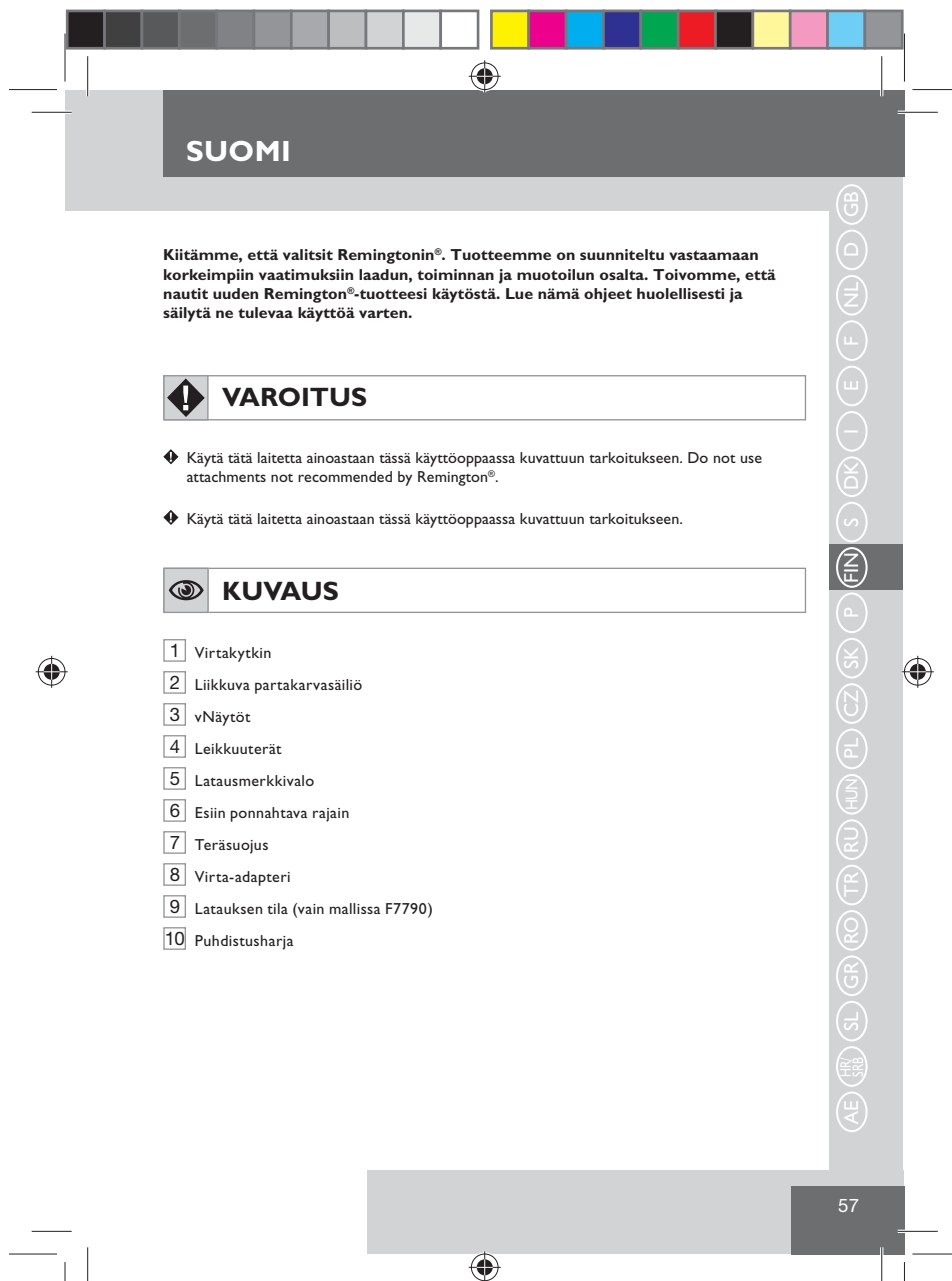 SUOMI
Kiitämme, että valitsit Remingtonin®. Tuotteemme on suunniteltu vastaamaan
korkeimpiin vaatimuksiin laadun, toiminnan ja muotoilun osalta. Toivomme, että
nautit uuden Remington®-tuotteesi käytöstä. Lue nämä ohjeet huolellisesti ja
säilytä ne tulevaa käyttöä varten.
VAROITUS
Käytä tätä laitetta ainoastaan tässä käyttöoppaassa kuvattuun tarkoitukseen. Do not use
attachments not recommended by Remington®.
Käytä tätä laitetta ainoastaan tässä käyttöoppaassa kuvattuun tarkoitukseen.
KUVAUS
1 Virtakytkin
2 Liikkuva partakarvasäiliö
3 vNäytöt
4 Leikkuuterät
5 Latausmerkkivalo
6 Esiin ponnahtava rajain
7 Teräsuojus
8 Virta-adapteri
9 Latauksen tila (vain mallissa F7790)
10 Puhdistusharja
GB
D
NL
F
E
I
DK
S
FIN
P
SK
CZ
PL
HUN
RU
TR
RO
GR
SL
HR/
SRB
AE
57